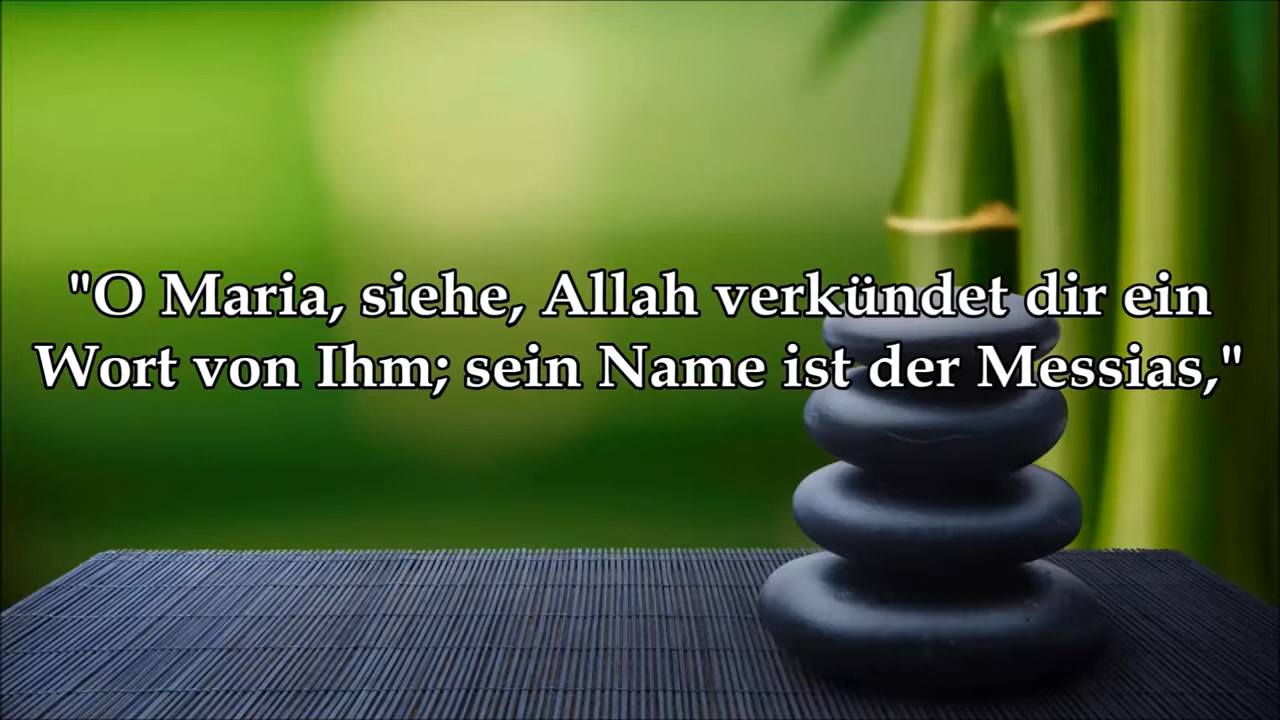 "O Maria, siehe, Allah verkündet dir ein
Wort von Ihm; sein Name ist der Messias,"